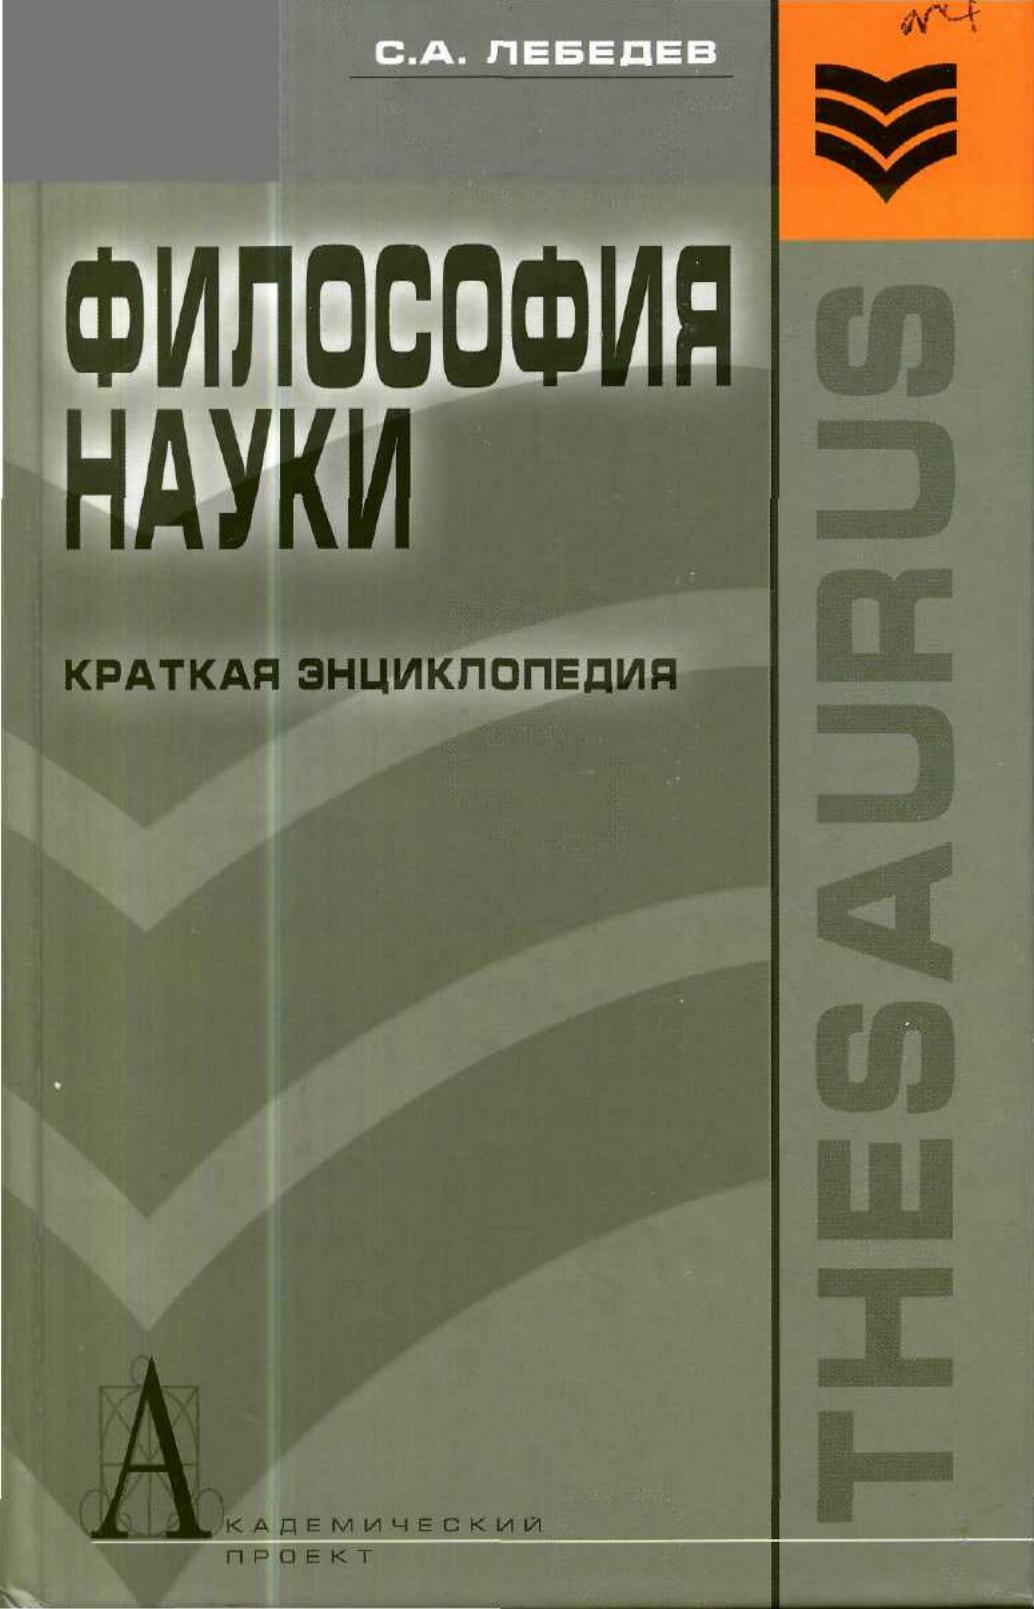 С.А. ЛЕБЕДЕВ
ФИЛОСОФИЯ
НАУКИ
КРАТКАЯ ЭНЦИКЛОПЕДИЯ
THESAURUS
АКАДЕМИЧЕСКИЙ
ПРОЕКТ